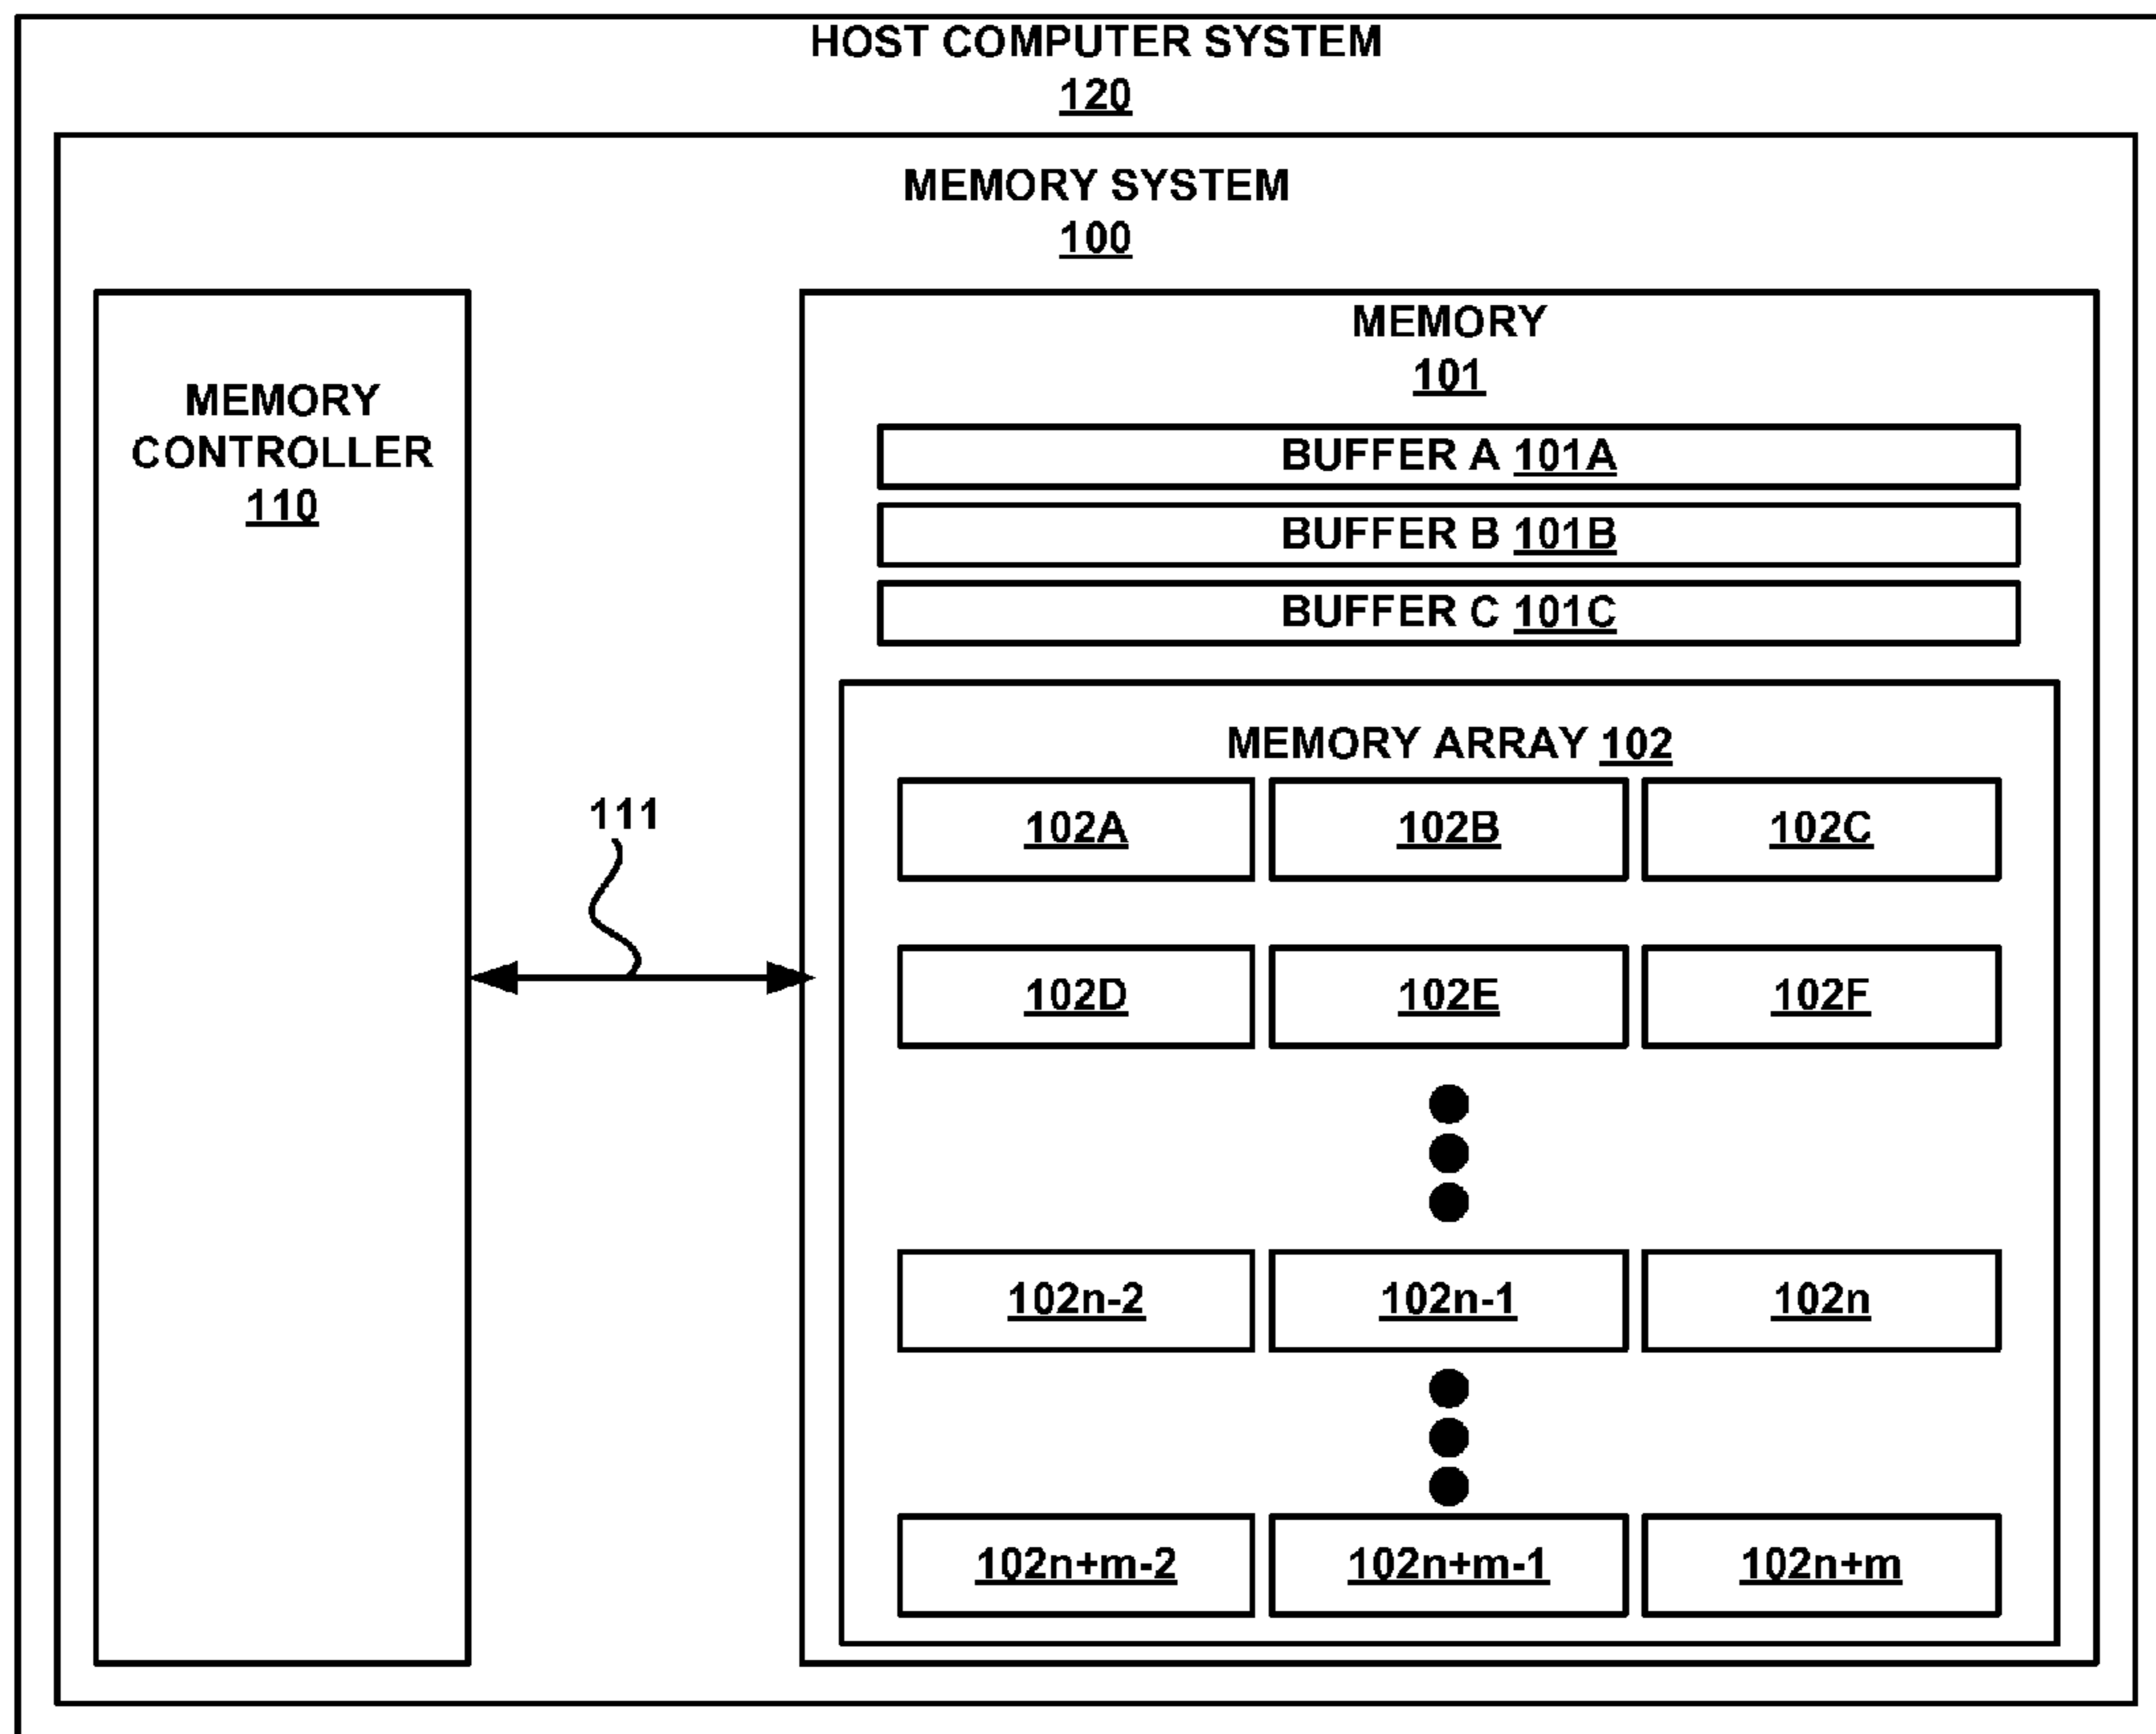 HOST COMPUTER SYSTEM
120
MEMORY SYSTEM
100
MEMORY
CONTROLLER
110
111
MEMORY
101
BUFFER A 101A
BUFFER B 101B
BUFFER C 101C
MEMORY ARRAY 102
102A 102B 102C
102D 102E 102F
102n-2 102n-1 102n
102n+m-2 102n+m-1 102n+m